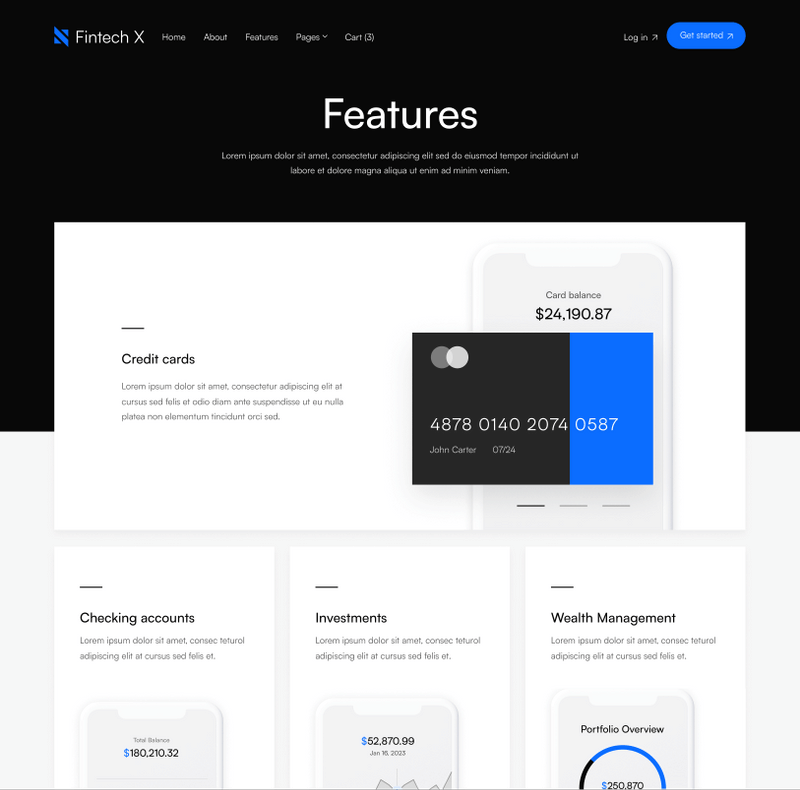 Fintech X
Home
About
Features
Pages
Cart (3)
Log in
Get started
Features
Lorem ipsum dolor sit amet, consectetur adipiscing elit sed do eiusmod tempor incididunt ut
labore et dolore magna aliqua ut enim ad minim veniam.
Credit cards
Lorem ipsum dolor sit amet, consectetur adipiscing elit at
cursus sed felis et odio diam ante suspendisse ut eu nulla
platea non elementum tincidunt orci sed.
Card balance
$24,190.87
4878 0140 2074 0587
John Carter 07/24
Checking accounts
Lorem ipsum dolor sit amet, consec teturol
adipiscing elit at cursus sed felis et.
Total Balance
$180,210.32
Investments
Lorem ipsum dolor sit amet, consec teturol
adipiscing elit at cursus sed felis et.
$52,870.99
Jan 16, 2023
Wealth Management
Lorem ipsum dolor sit amet, consec teturol
adipiscing elit at cursus sed felis et.
Portfolio Overview
$250,870